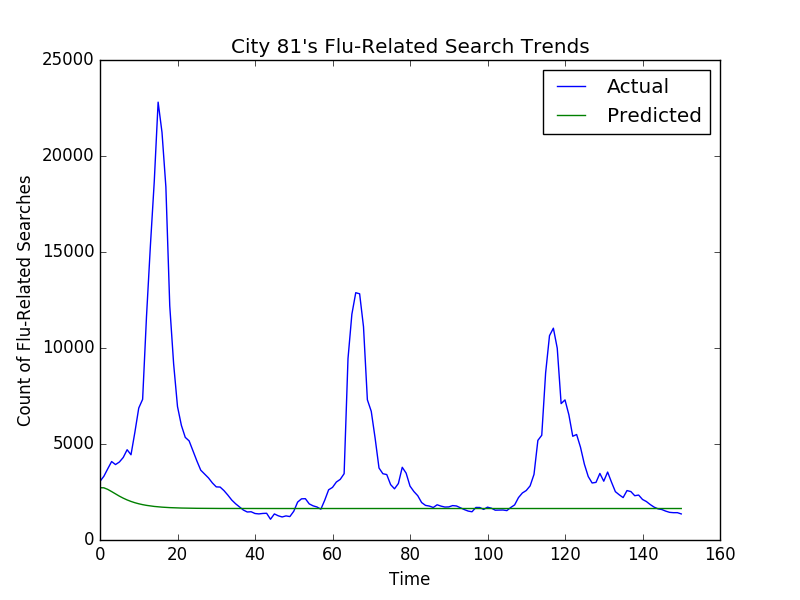 City 81's Flu-Related Search Trends
Actual
Predicted
Count of Flu-Related Searches
25000
20000
15000
10000
5000
0
0 20 40 60 80 100 120 140 160
Time